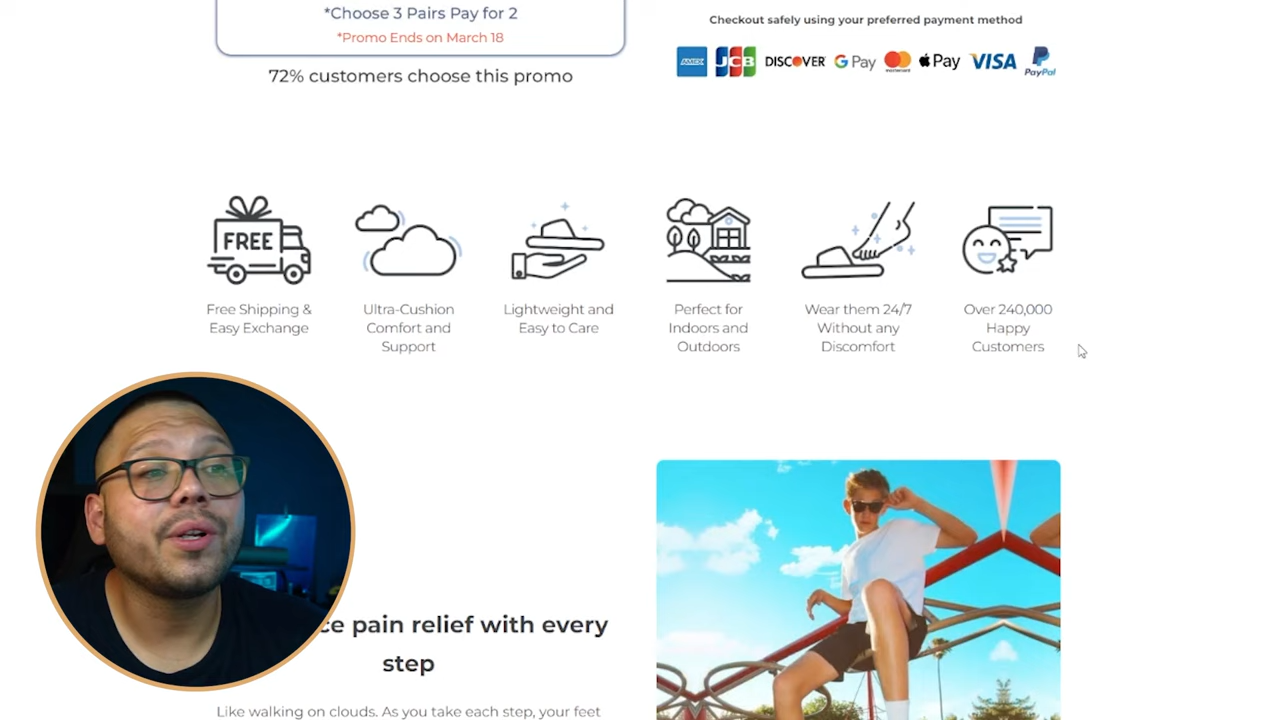 *Choose 3 Pairs Pay for 2
*Promo Ends on March 18
72% customers choose this promo
Checkout safely using your preferred payment method
AMEX JCB DISCOVER G Pay mastercard Pay VISA PayPal
FREE
Free Shipping &
Easy Exchange
Ultra-Cushion
Comfort and
Support
Lightweight and
Easy to Care
Perfect for
Indoors and
Outdoors
Wear them 24/7
Without any
Discomfort
Over 240,000
Happy
Customers
pain relief with every
step
Like walking on clouds. As you take each step, your feet